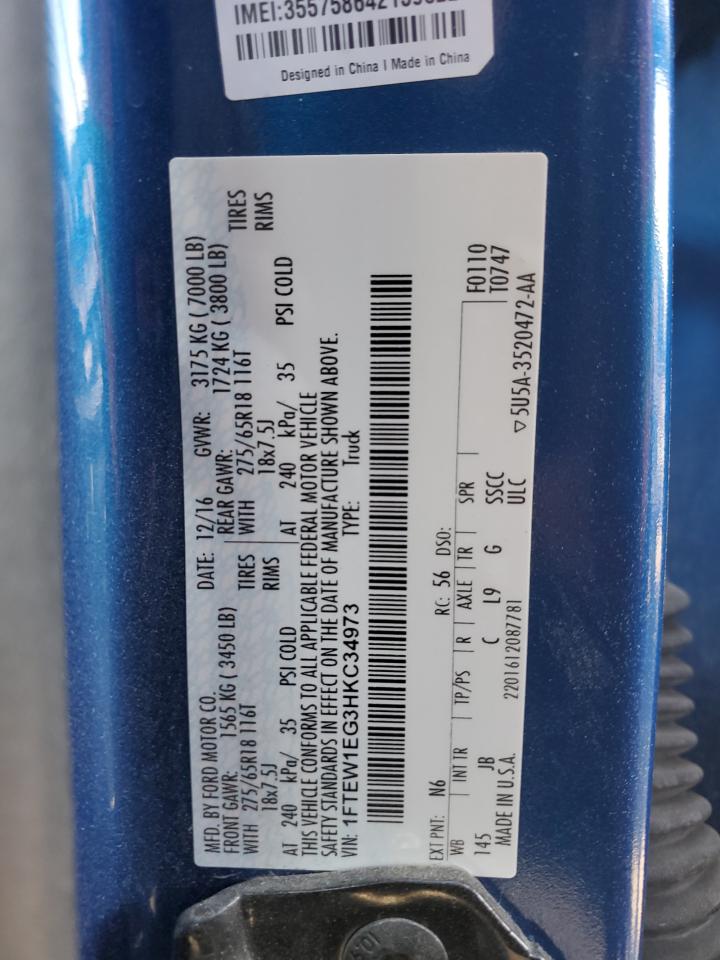 IMEI:
Designed in China I Made in China
MFD. BY FORD MOTOR CO. DATE: 12/16 GVWR: 3175 KG ( 7000 LB)
FRONT GAWR: 1565 KG ( 3450 LB) REAR GAWR: 1724 KG ( 3800 LB)
WITH 275/65R18 116T TIRES WITH 275/65R18 116T TIRES
18x7.5J RIMS 18x7.5J RIMS
AT 240 kPa/ 35 PSI COLD AT 240 kPa/ 35 PSI COLD
THIS VEHICLE CONFORMS TO ALL APPLICABLE FEDERAL MOTOR VEHICLE
SAFETY STANDARDS IN EFFECT ON THE DATE OF MANUFACTURE SHOWN ABOVE.
VIN: 1FTEW1EG3HKC34973 TYPE: Truck
EXT PNT: N6 RC: 56 DSO:
WB INT TR TP/PS R AXLE TR SPR F0110
145 JB C L9 G SSCC T0747
MADE IN U.S.A. 2201612087781 ULC ▽5U5A-3520472-AA